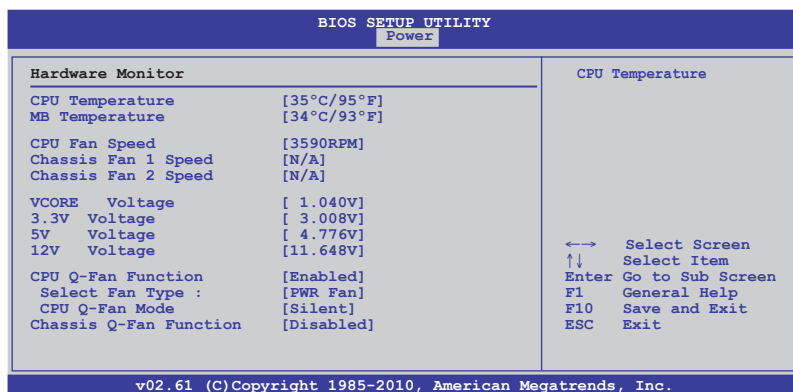 BIOS SETUP UTILITY
Power
Hardware Monitor
CPU Temperature [35°C/95°F]
MB Temperature [34°C/93°F]
CPU Fan Speed [3590RPM]
Chassis Fan 1 Speed [N/A]
Chassis Fan 2 Speed [N/A]
VCORE Voltage [ 1.040V]
3.3V Voltage [ 3.008V]
5V Voltage [ 4.776V]
12V Voltage [11.648V]
CPU Q-Fan Function [Enabled]
Select Fan Type : [PWR Fan]
CPU Q-Fan Mode [Silent]
Chassis Q-Fan Function [Disabled]
CPU Temperature
←→ Select Screen
↑↓ Select Item
Enter Go to Sub Screen
F1 General Help
F10 Save and Exit
ESC Exit
v02.61 (C)Copyright 1985-2010, American Megatrends, Inc.